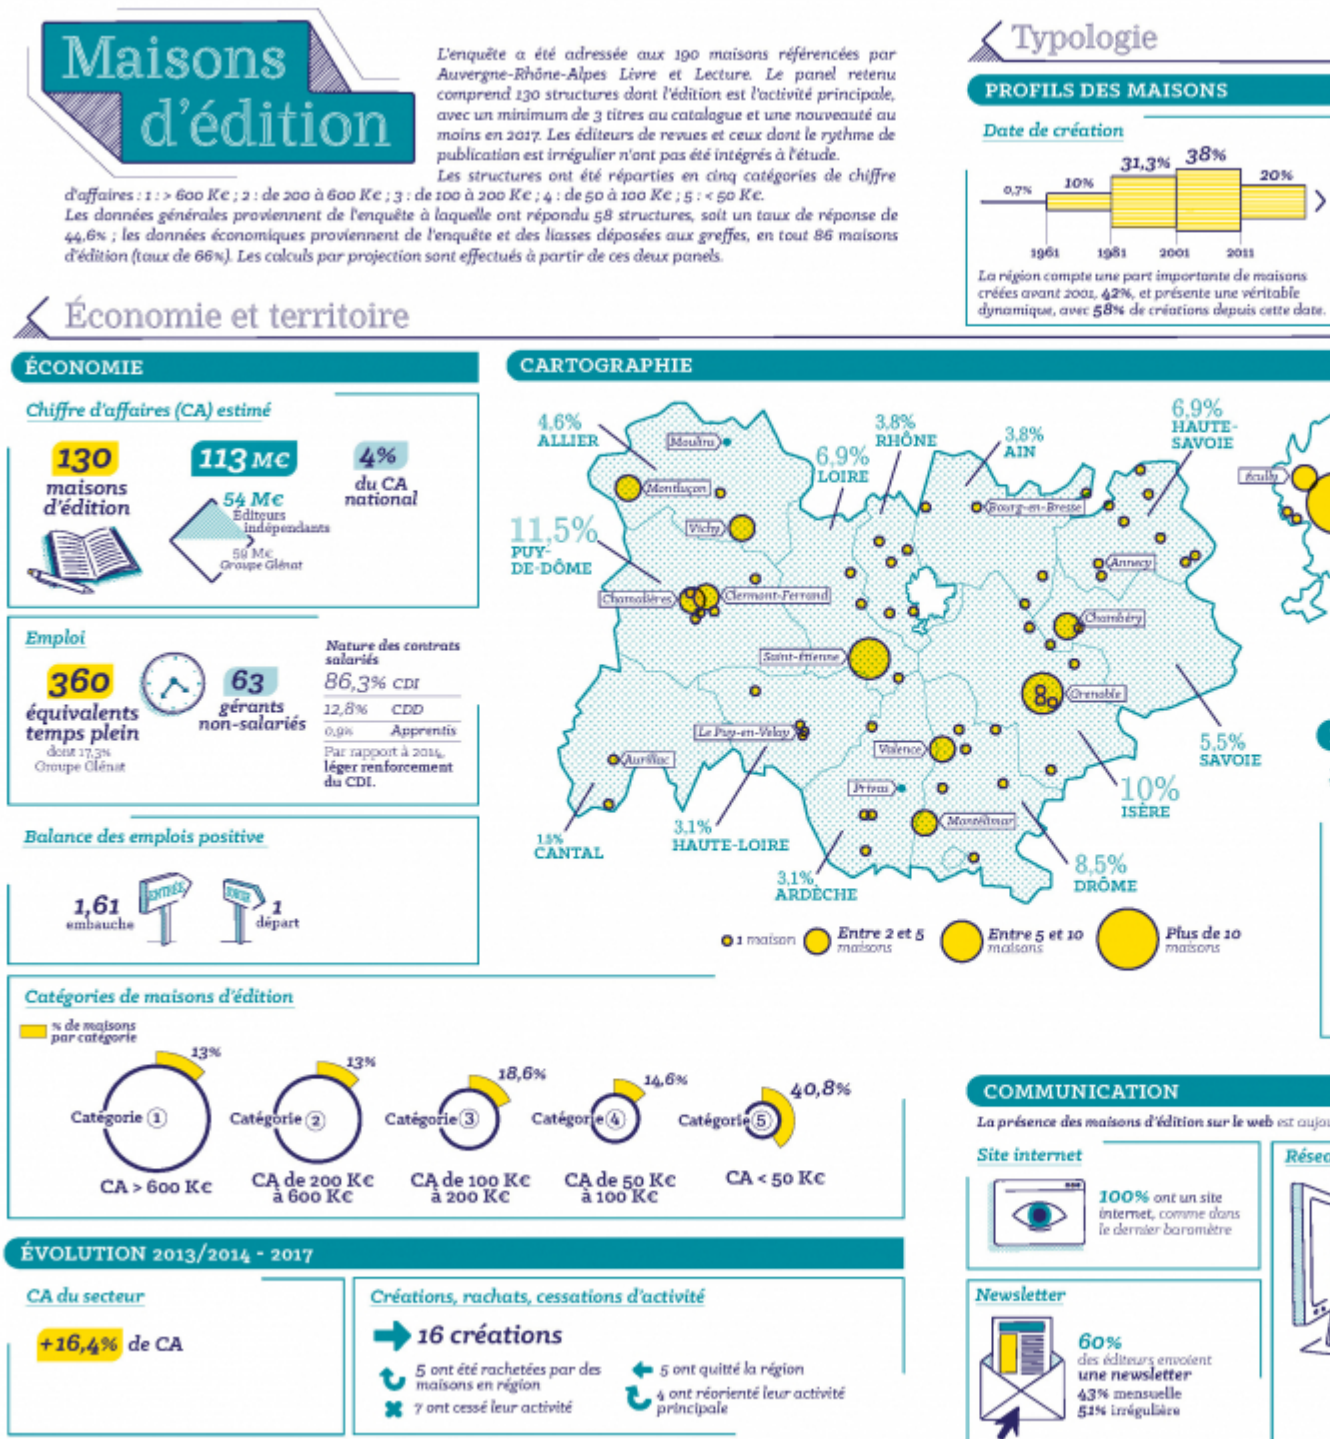 Maisons
d'édition
L'enquête a été adressée aux 190 maisons référencées par
Auvergne-Rhône-Alpes Livre et Lecture. Le panel retenu
comprend 130 structures dont l'édition est l'activité principale,
avec un minimum de 3 titres au catalogue et une nouveauté au
moins en 2017. Les éditeurs de revues et ceux dont le rythme de
publication est irrégulier n'ont pas été intégrés à l'étude.
Les structures ont été réparties en cinq catégories de chiffre
d'affaires : 1 : > 600 K€ ; 2 : de 200 à 600 K€ ; 3 : de 100 à 200 K€ ; 4 : de 50 à 100 K€ ; 5 : < 50 K€.
Les données générales proviennent de l'enquête à laquelle ont répondu 58 structures, soit un taux de réponse de
44,6% ; les données économiques proviennent de l'enquête et des liasses déposées aux greffes, en tout 86 maisons
d'édition (taux de 66%). Les calculs par projection sont effectués à partir de ces deux panels.
Typologie
PROFILS DES MAISONS
Date de création
0,7%
10%
31,3%
38%
20%
1961
1981
2001
2011
La région compte une part importante de maisons
créées avant 2001, 42%, et présente une véritable
dynamique, avec 58% de créations depuis cette date.
Économie et territoire
ÉCONOMIE
Chiffre d'affaires (CA) estimé
130
maisons
d'édition
113 M€
54 M€
Éditeurs
indépendants
59 M€
Groupe Glénat
4%
du CA
national
Emploi
360
équivalents
temps plein
dont 17,3%
Groupe Glénat
63
gérants
non-salariés
Nature des contrats
salariés
86,3% CDI
12,8% CDD
0,9% Apprentis
Par rapport à 2014,
léger renforcement
du CDI.
Balance des emplois positive
1,61
embauche
ENTRÉE
SORTIE
1
départ
CARTOGRAPHIE
4,6%
ALLIER
11,5%
PUY-
DE-DÔME
6,9%
LOIRE
3,8%
RHÔNE
3,8%
AIN
6,9%
HAUTE-
SAVOIE
5,5%
SAVOIE
10%
ISÈRE
8,5%
DRÔME
3,1%
ARDÈCHE
3,1%
HAUTE-LOIRE
1,5%
CANTAL
Moulins
Montluçon
Vichy
Chamalières
Clermont-Ferrand
Saint-Étienne
Le Puy-en-Velay
Aurillac
Bourg-en-Bresse
Annecy
Chambéry
Grenoble
Valence
Privas
Montélimar
Écully
1 maison
Entre 2 et 5
maisons
Entre 5 et 10
maisons
Plus de 10
maisons
Catégories de maisons d'édition
% de maisons
par catégorie
13%
Catégorie 1
CA > 600 K€
13%
Catégorie 2
CA de 200 K€
à 600 K€
18,6%
Catégorie 3
CA de 100 K€
à 200 K€
14,6%
Catégorie 4
CA de 50 K€
à 100 K€
40,8%
Catégorie 5
CA < 50 K€
ÉVOLUTION 2013/2014 - 2017
CA du secteur
+16,4% de CA
Créations, rachats, cessations d'activité
16 créations
5 ont été rachetées par des
maisons en région
7 ont cessé leur activité
5 ont quitté la région
4 ont réorienté leur activité
principale
COMMUNICATION
La présence des maisons d'édition sur le web est aujou
Site internet
100% ont un site
internet, comme dans
le dernier baromètre
Résea
Newsletter
60%
des éditeurs envoient
une newsletter
43% mensuelle
51% irrégulière